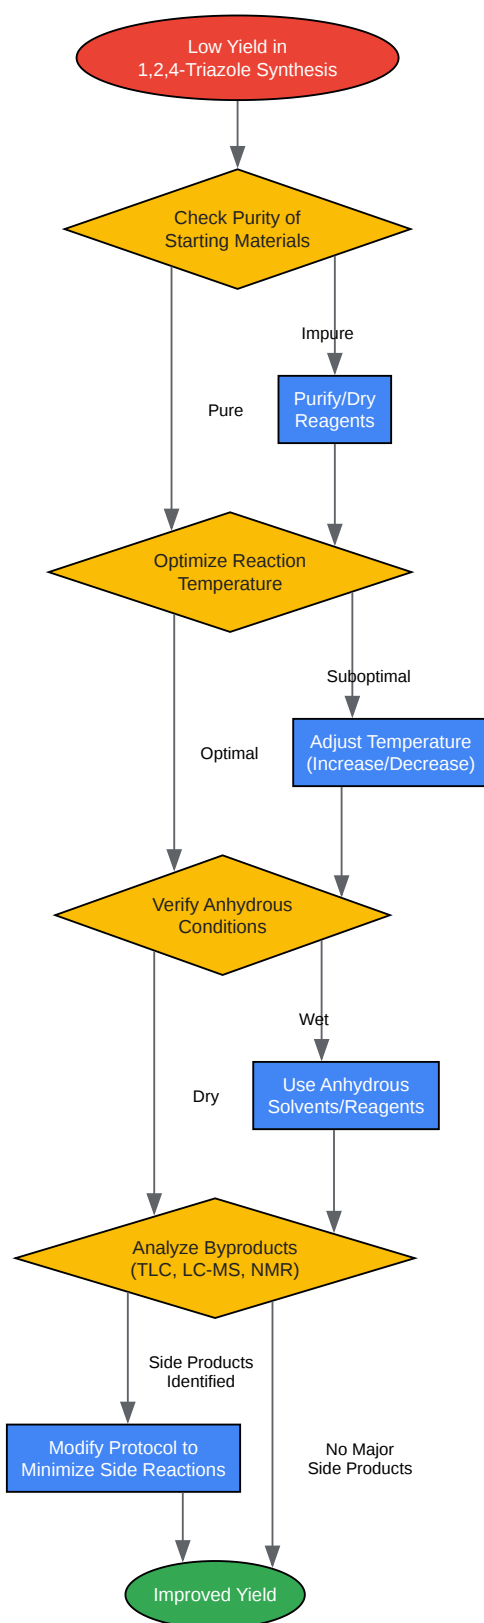 Low Yield in
1,2,4-Triazole Synthesis
Check Purity of
Starting Materials
Impure
Purify/Dry
Reagents
Pure
Optimize Reaction
Temperature
Suboptimal
Adjust Temperature
(Increase/Decrease)
Optimal
Verify Anhydrous
Conditions
Wet
Use Anhydrous
Solvents/Reagents
Dry
Analyze Byproducts
(TLC, LC-MS, NMR)
Side Products
Identified
Modify Protocol to
Minimize Side Reactions
No Major
Side Products
Improved Yield